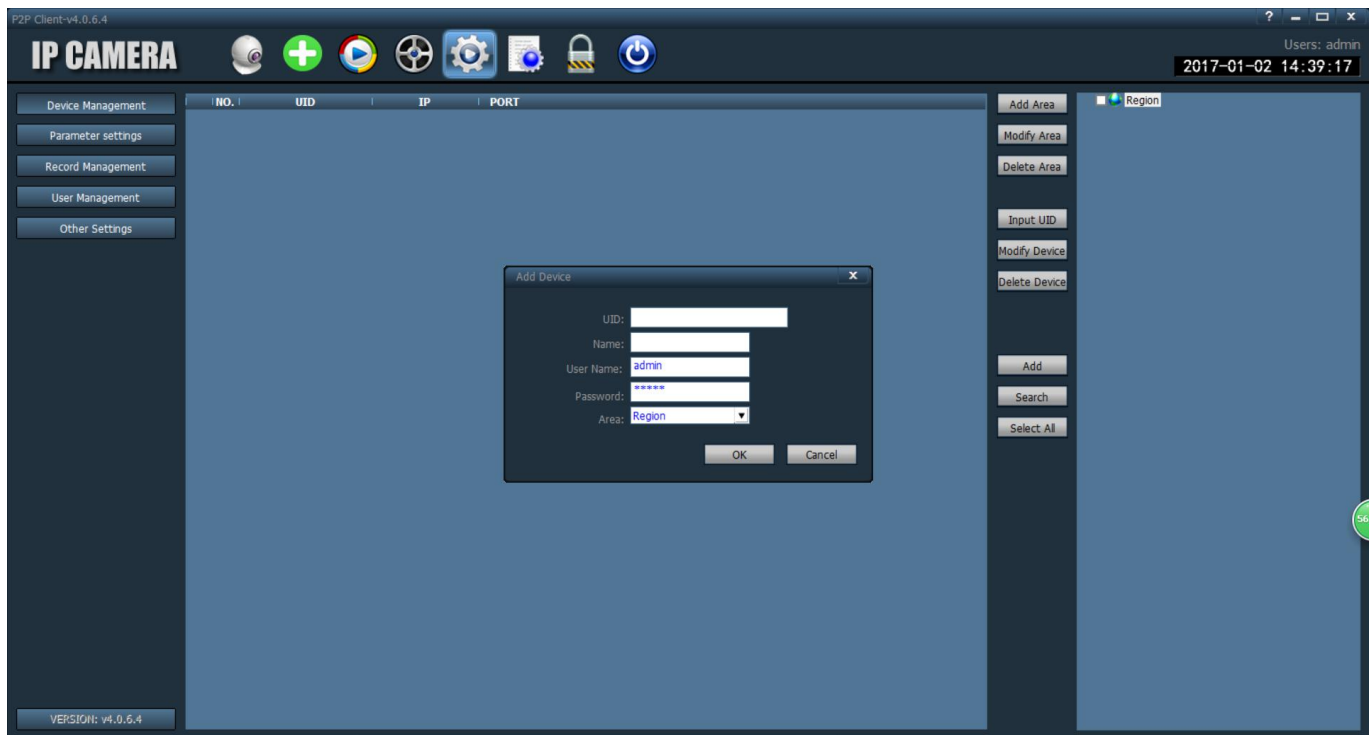 P2P Client-v4.0.6.4
IP CAMERA
Users: admin
2017-01-02 14:39:17
Device Management
Parameter settings
Record Management
User Management
Other Settings
VERSION: v4.0.6.4
NO. UID IP PORT
Add Device
UID:
Name:
User Name: admin
Password: *****
Area: Region
OK Cancel
Add Area
Modify Area
Delete Area
Input UID
Modify Device
Delete Device
Add
Search
Select All
Region
56